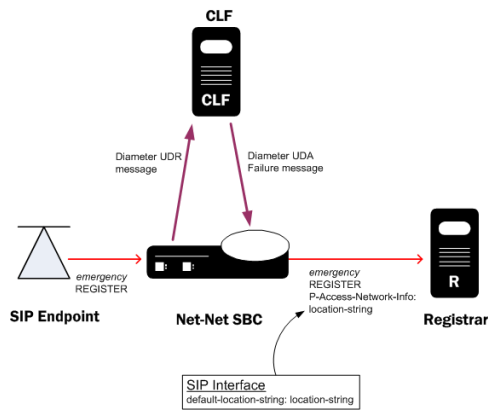 CLF
CLF
Diameter UDR
message
Diameter UDA
Failure message
emergency
REGISTER
emergency
REGISTER
P-Access-Network-Info:
location-string
R
SIP Endpoint
Net-Net SBC
Registrar
SIP Interface
default-location-string: location-string